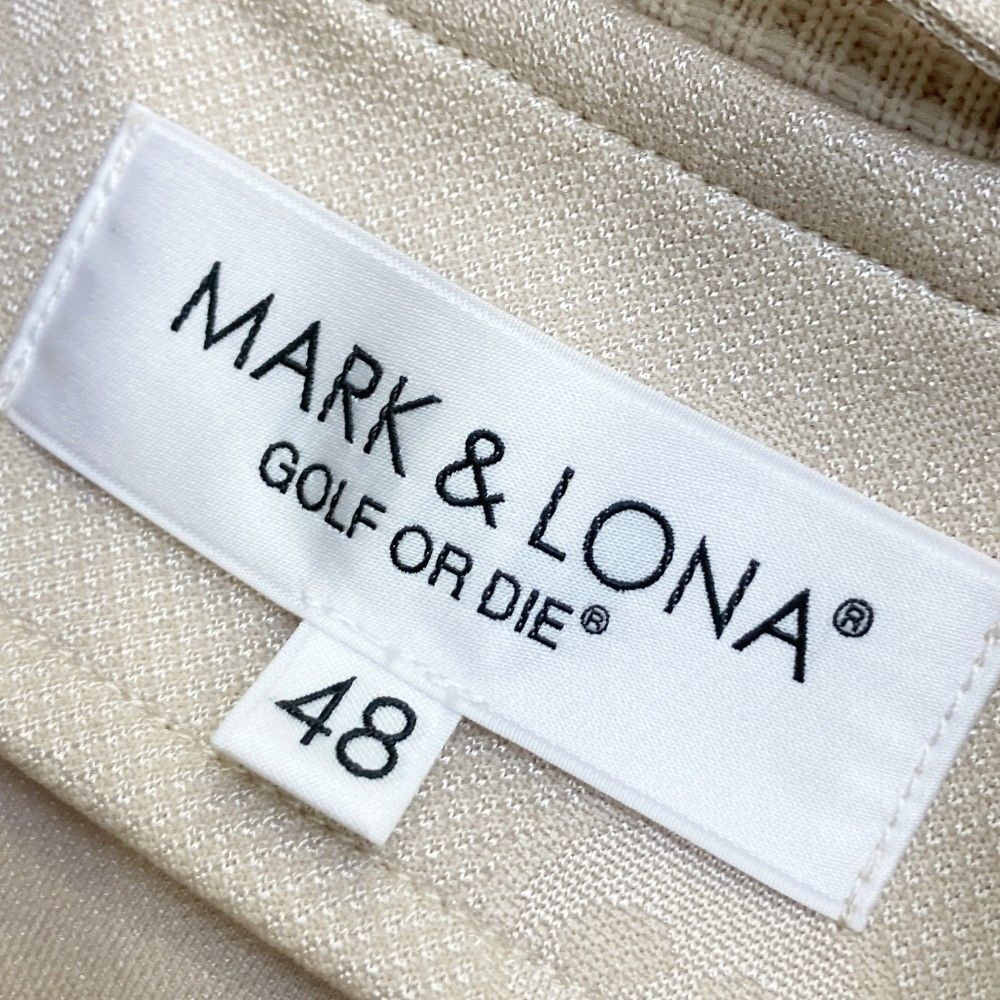 MARK & LONA®
GOLF OR DIE®
48